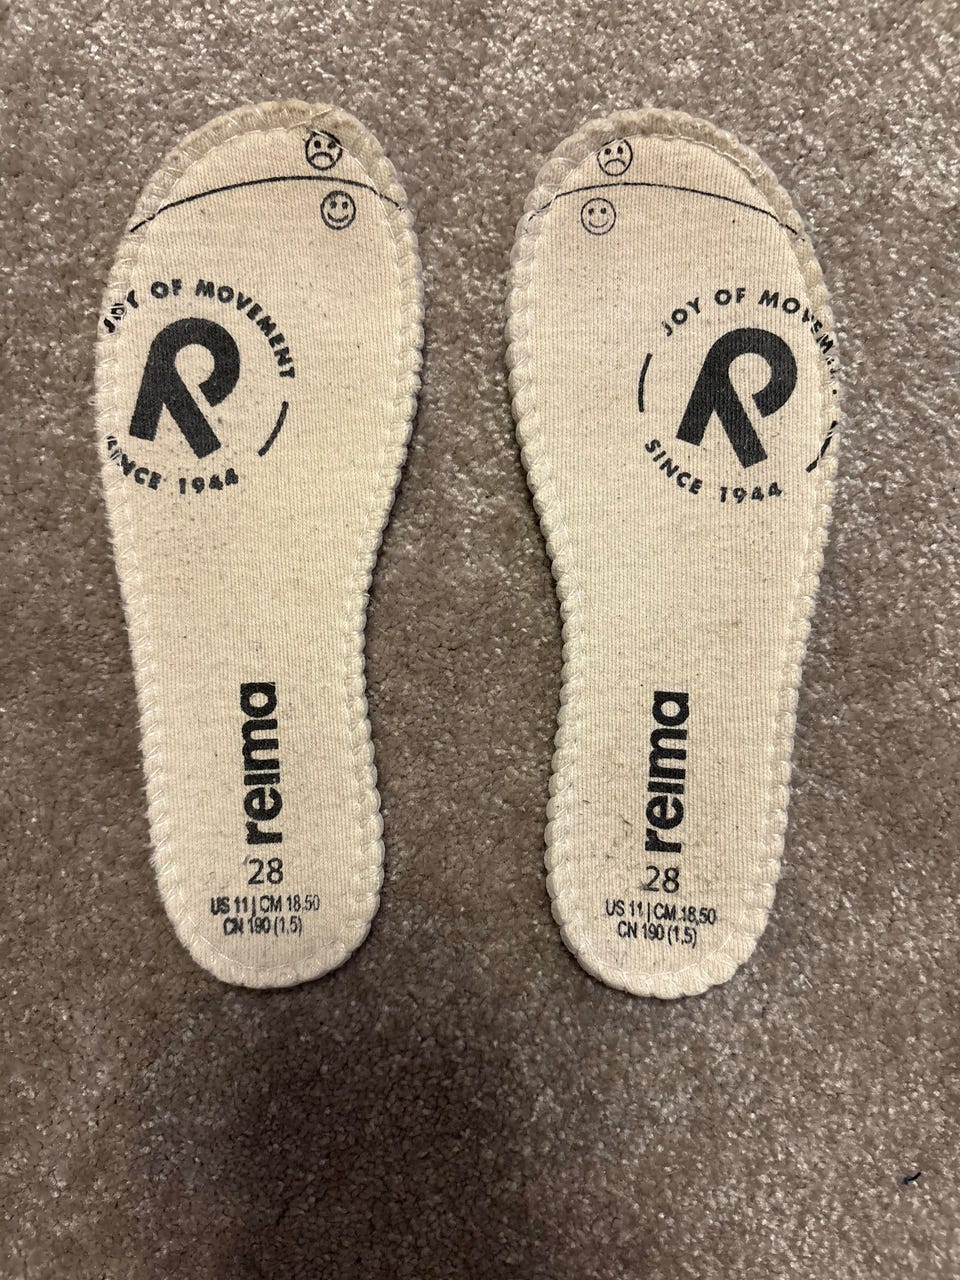 JOY OF MOVEMENT
SINCE 1944
reima
28
US 11 | CM 18.50
CN 190 (1.5)
JOY OF MOVEM
SINCE 1944
reima
28
US 11 | CM 18.50
CN 190 (1.5)